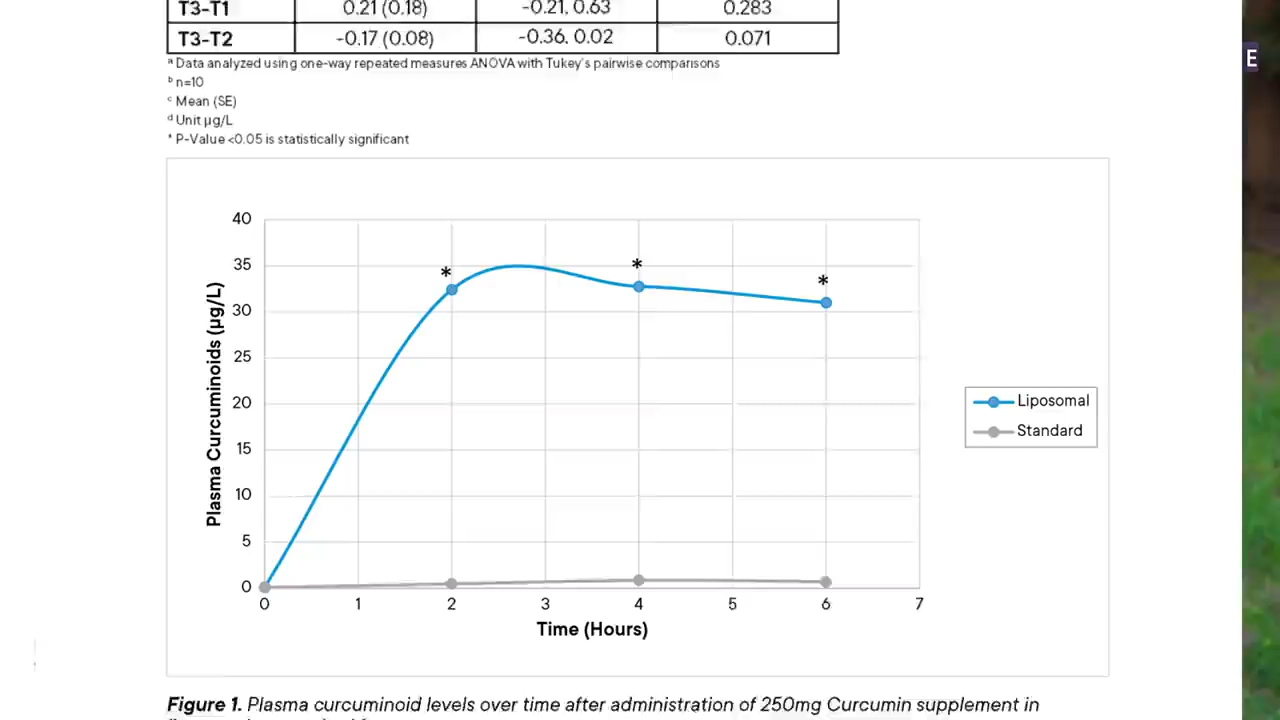 T3-T1 0.21 (0.18) -0.21, 0.63 0.283
T3-T2 -0.17 (0.08) -0.36, 0.02 0.071
a Data analyzed using one-way repeated measures ANOVA with Tukey's pairwise comparisons
b n=10
c Mean (SE)
d Unit µg/L
* P-Value <0.05 is statistically significant
E
40
35
30
25
20
15
10
5
0
Plasma Curcuminoids (µg/L)
* * *
Liposomal
Standard
0 1 2 3 4 5 6 7
Time (Hours)
Figure 1. Plasma curcuminoid levels over time after administration of 250mg Curcumin supplement in